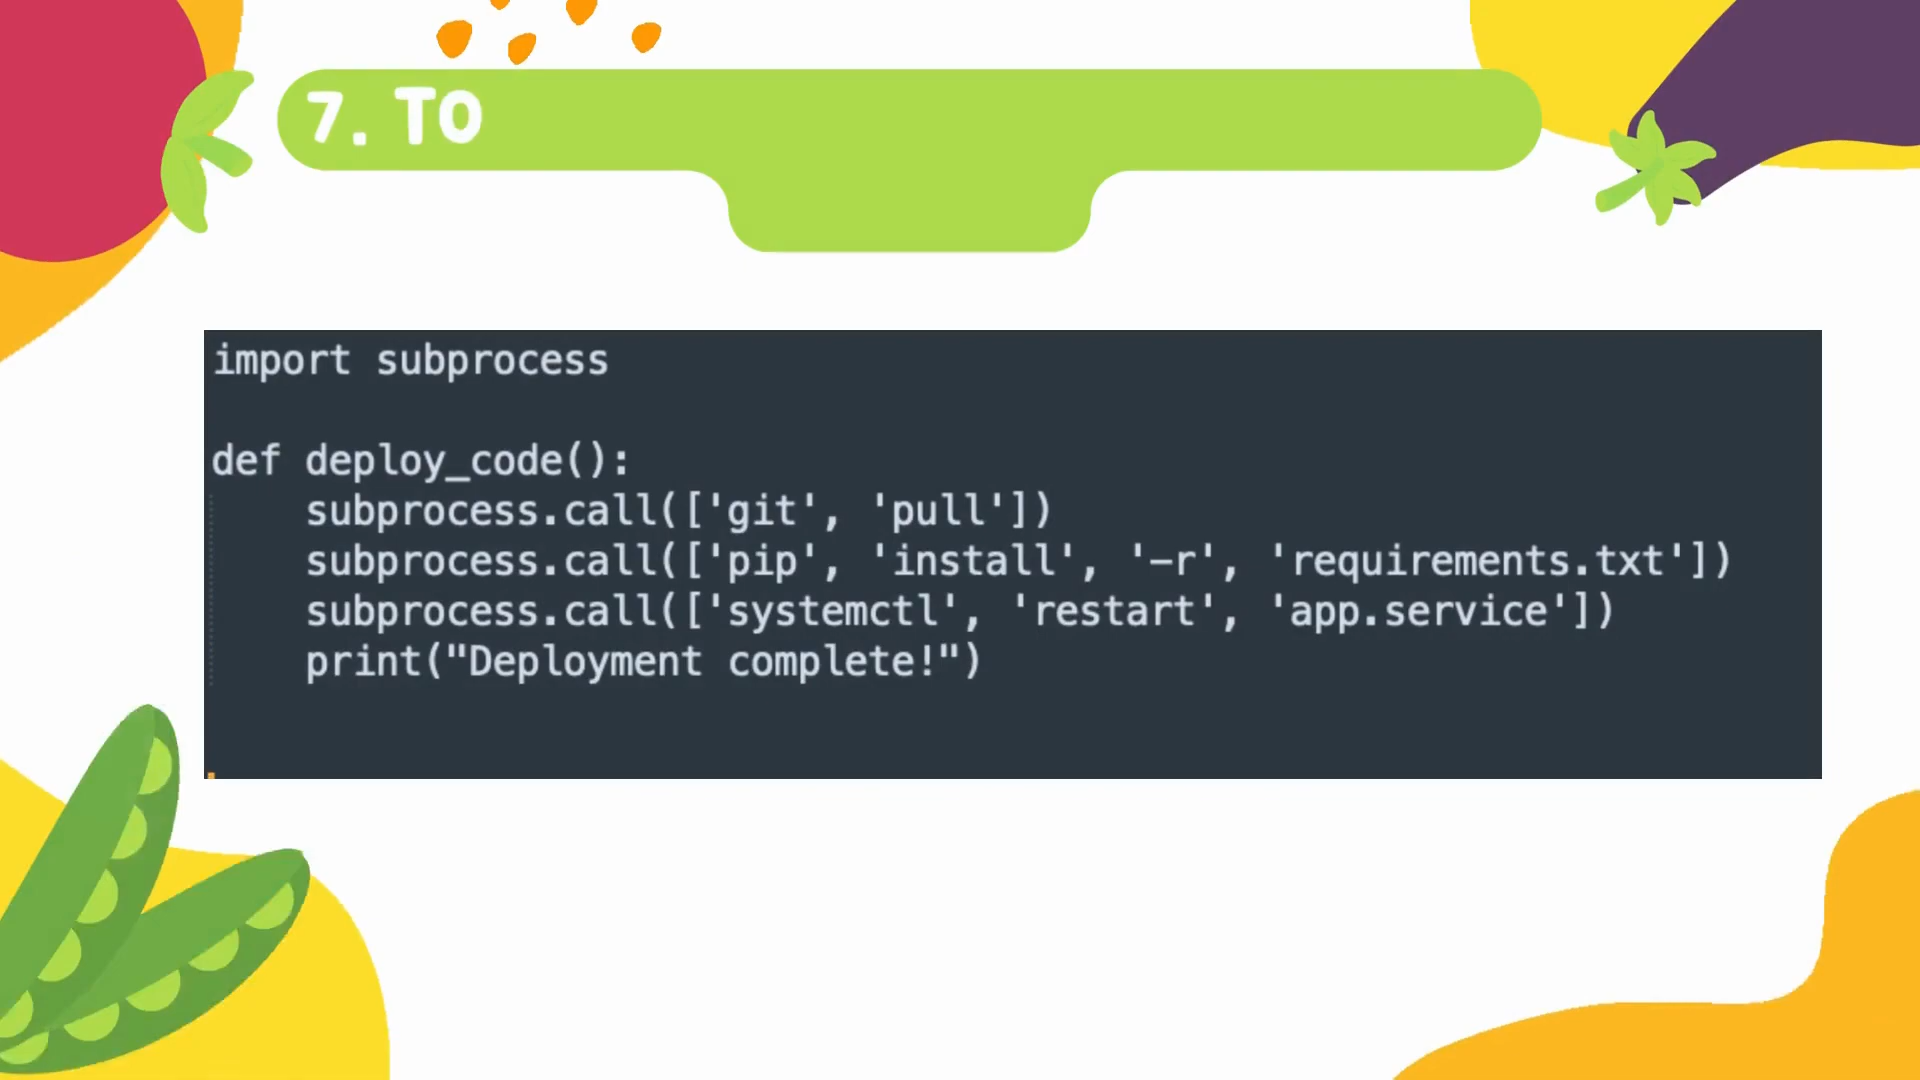 7. TO
import subprocess
def deploy_code():
    subprocess.call(['git', 'pull'])
    subprocess.call(['pip', 'install', '-r', 'requirements.txt'])
    subprocess.call(['systemctl', 'restart', 'app.service'])
    print("Deployment complete!")